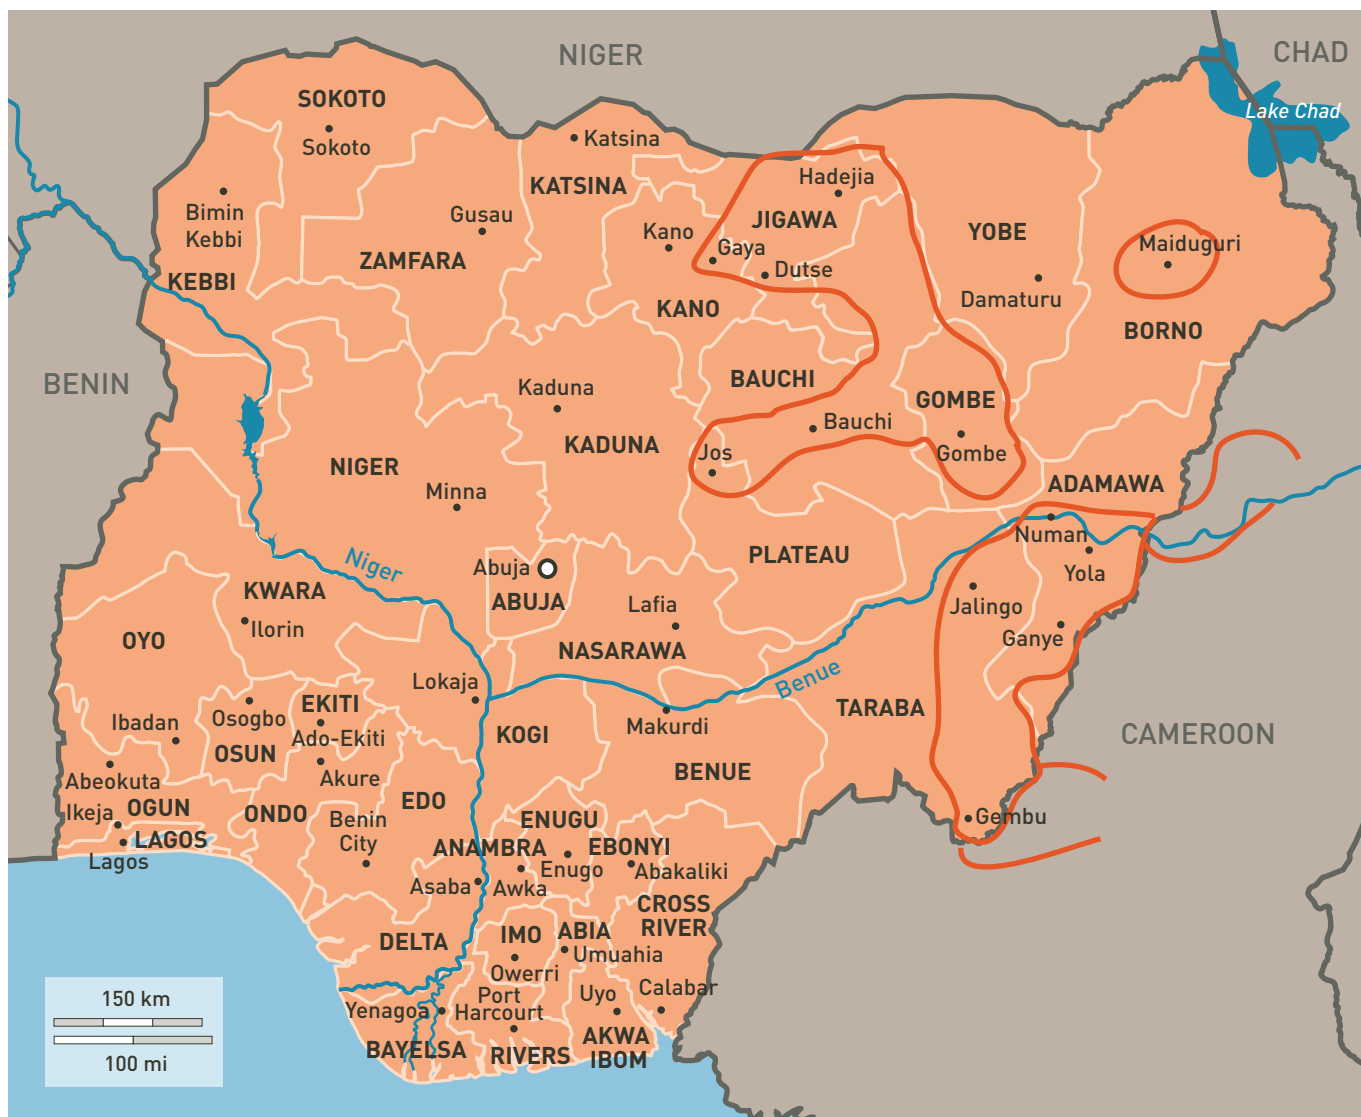 NIGER
CHAD
Lake Chad
SOKOTO
Sokoto
Katsina
KATSINA
Hadejia
Bimin
Kebbi
Gusau
JIGAWA
Kano
Gaya
YOBE
Maiduguri
ZAMFARA
Dutse
KEBBI
Damaturu
KANO
BORNO
BENIN
Kaduna
BAUCHI
GOMBE
Bauchi
KADUNA
Jos
Gombe
NIGER
Minna
ADAMAWA
Numan
Niger
Abuja
PLATEAU
Yola
KWARA
ABUJA
Lafia
Jalingo
Ilorin
Ganye
OYO
NASARAWA
Lokaja
Benue
EKITI
TARABA
Ibadan
Osogbo
Ado-Ekiti
KOGI
Makurdi
CAMEROON
OSUN
Abeokuta
Akure
BENUE
Ikeja
OGUN
ONDO
EDO
Benin
City
ENUGU
Gembu
LAGOS
Lagos
ANAMBRA
EBONYI
Enugo
Abakaliki
Asaba
Awka
CROSS
RIVER
DELTA
IMO
ABIA
Umuahia
Owerri
150 km
100 mi
Yenagoa
Port
Harcourt
Uyo
Calabar
BAYELSA
RIVERS
AKWA
IBOM